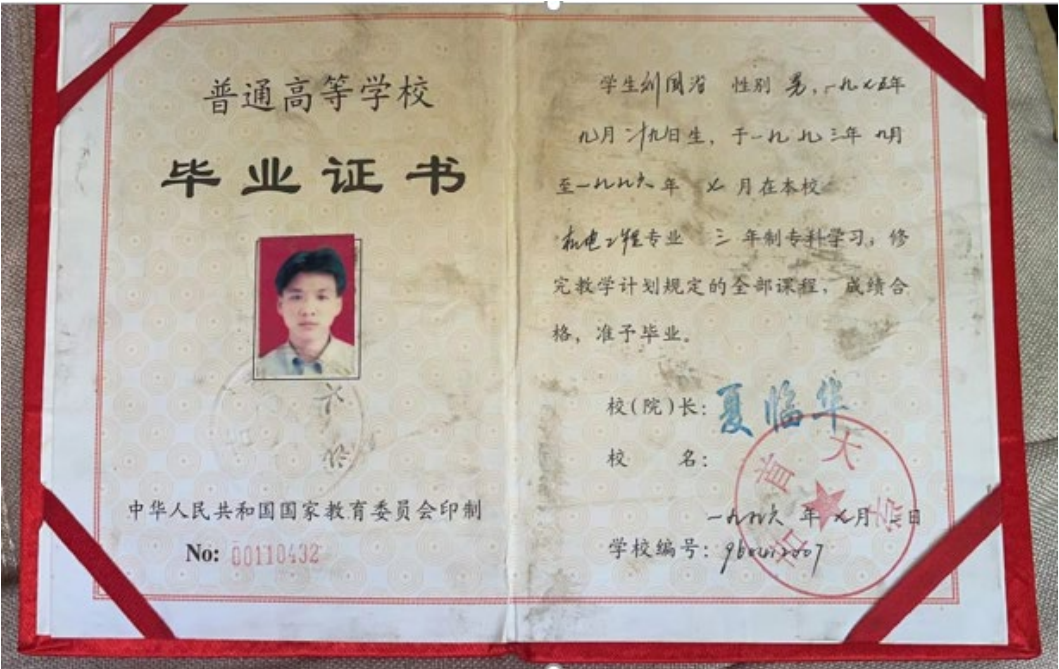 普通高等学校
毕业证书
中华人民共和国国家教育委员会印制
No: 00110432
学生刘国治 性别 男,一九七五年
九月二十九日生, 于一九九三年 九月
至一九九六年 七 月在本校
机电工程专业 三 年制专科学习, 修
完教学计划规定的全部课程, 成绩合
格, 准予毕业。
校(院)长: 夏临华
校 名:
大学
一九九六 年 七月 日
学校编号: